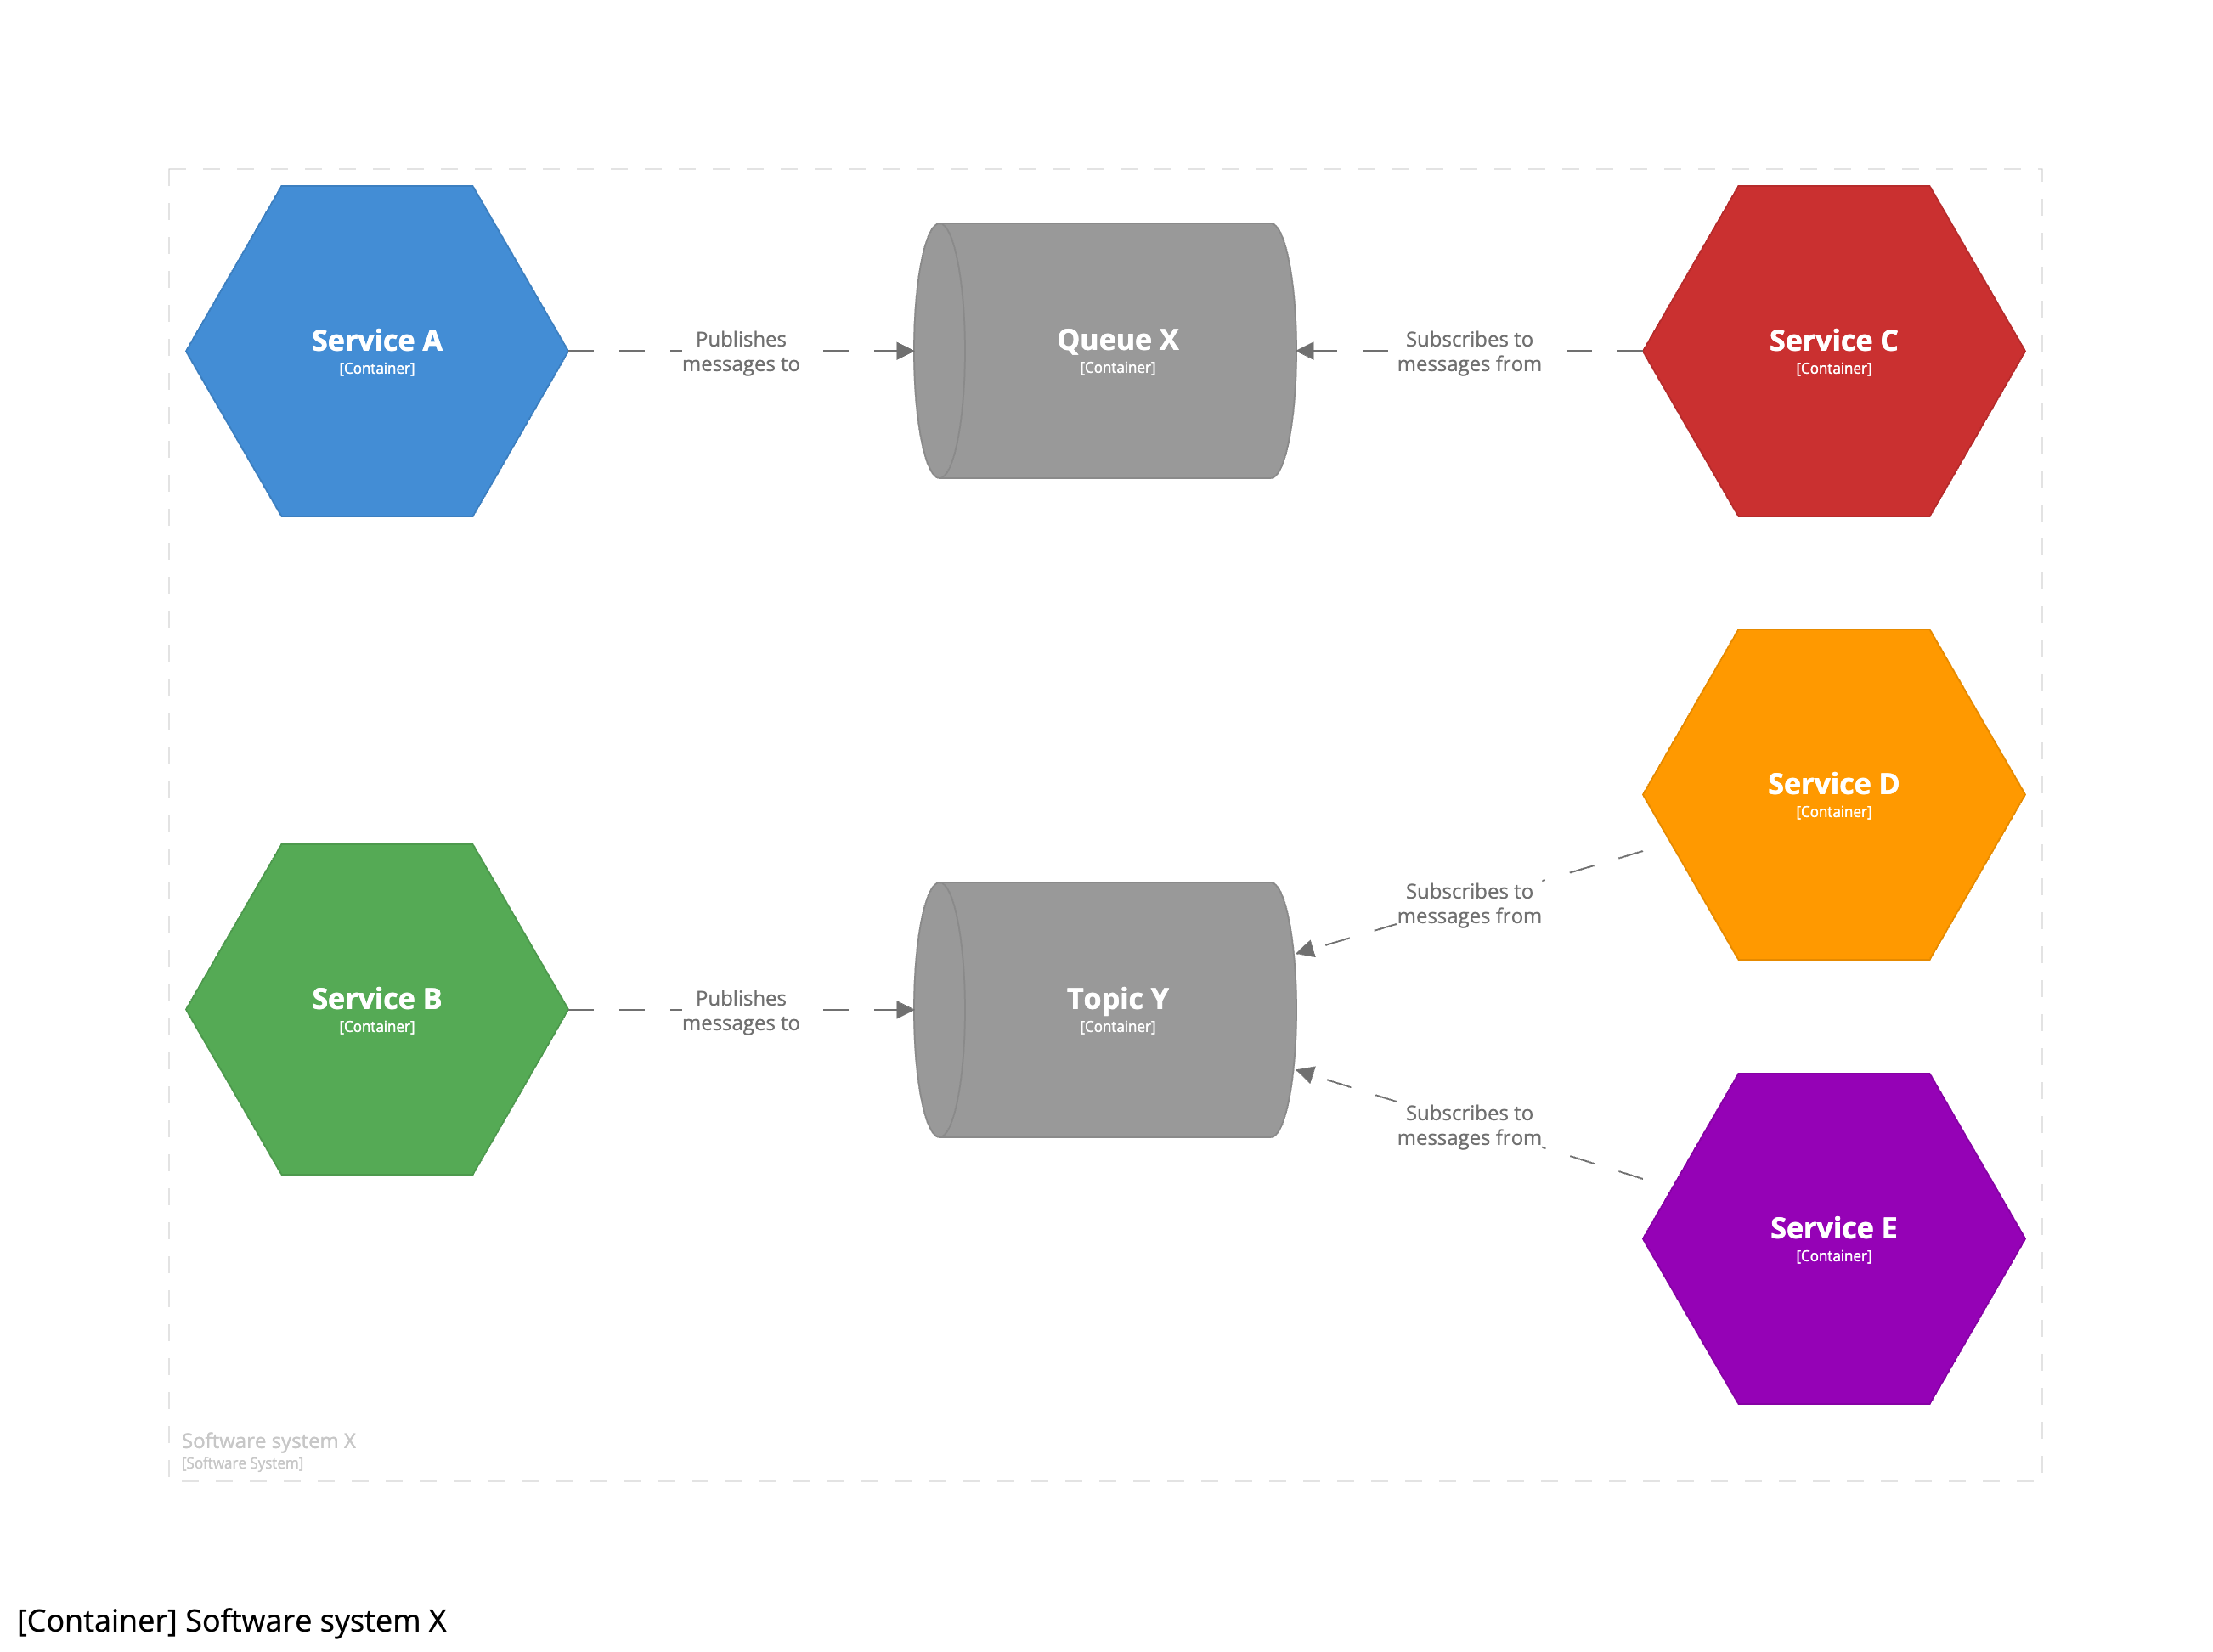 Service A
[Container]
Publishes
messages to
Queue X
[Container]
Subscribes to
messages from
Service C
[Container]
Service D
[Container]
Subscribes to
messages from
Service B
[Container]
Publishes
messages to
Topic Y
[Container]
Subscribes to
messages from
Service E
[Container]
Software system X
[Software System]
[Container] Software system X